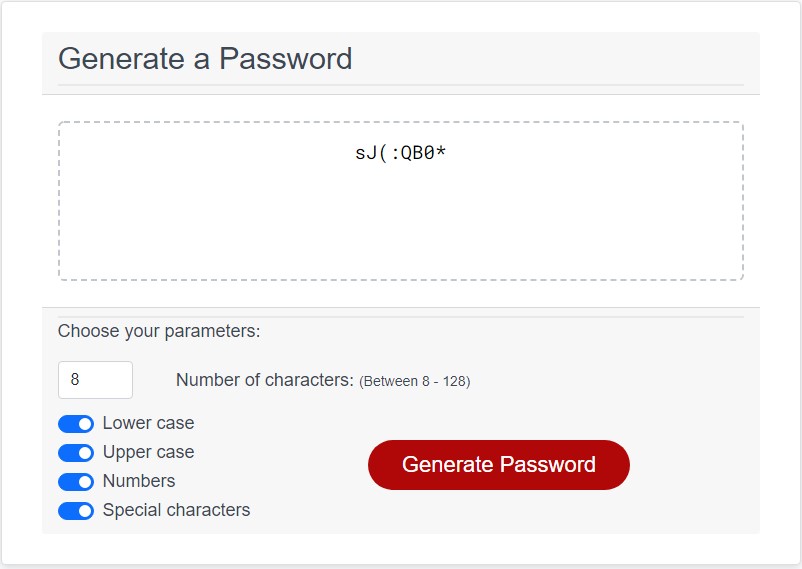 Generate a Password
sJ(:QB0*
Choose your parameters:
8 Number of characters: (Between 8 - 128)
Lower case
Upper case
Numbers
Special characters
Generate Password